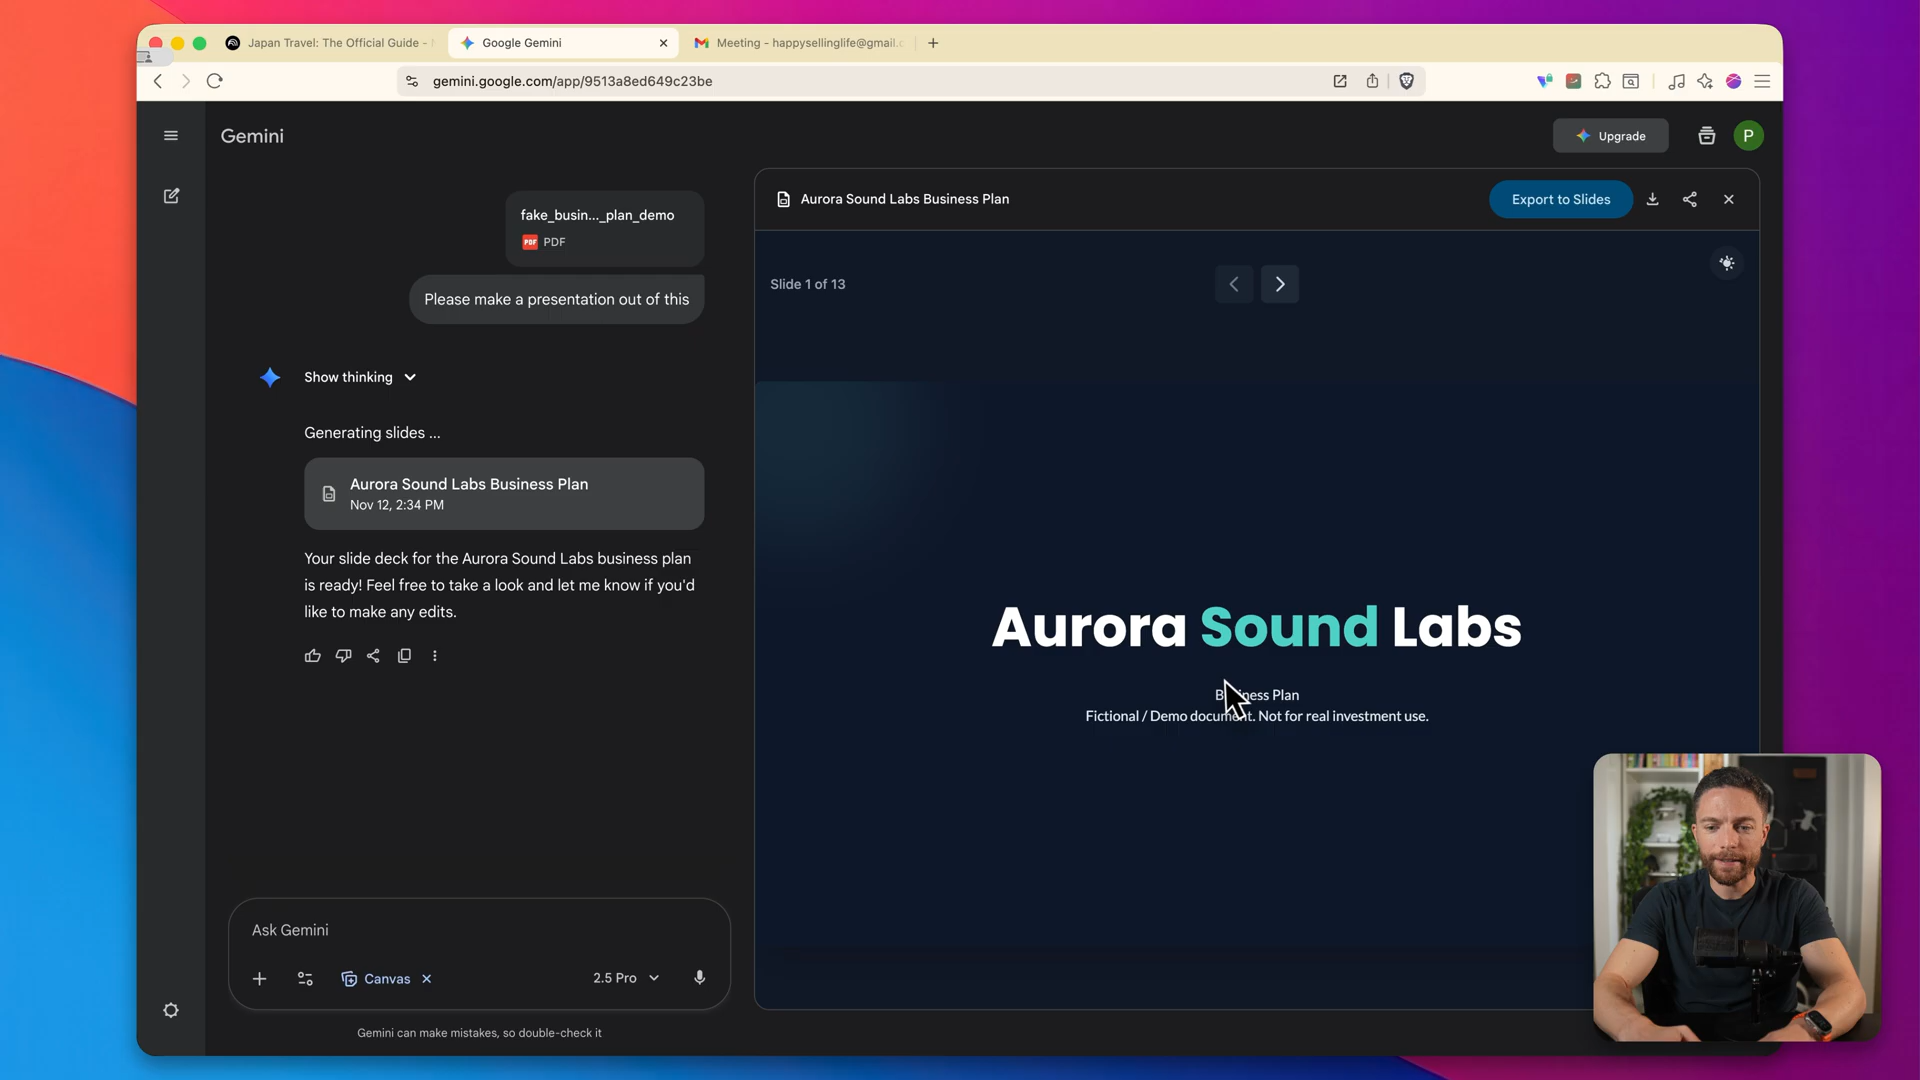 Japan Travel: The Official Guide -
Google Gemini
Meeting - happysellinglife@gmail.c
gemini.google.com/app/9513a8ed649c23be
Gemini
Upgrade
P
fake_busin..._plan_demo
PDF PDF
Please make a presentation out of this
Show thinking
Generating slides ...
Aurora Sound Labs Business Plan
Nov 12, 2:34 PM
Your slide deck for the Aurora Sound Labs business plan
is ready! Feel free to take a look and let me know if you'd
like to make any edits.
Ask Gemini
Canvas
2.5 Pro
Gemini can make mistakes, so double-check it
Aurora Sound Labs Business Plan
Export to Slides
Slide 1 of 13
Aurora Sound Labs
Business Plan
Fictional / Demo document. Not for real investment use.